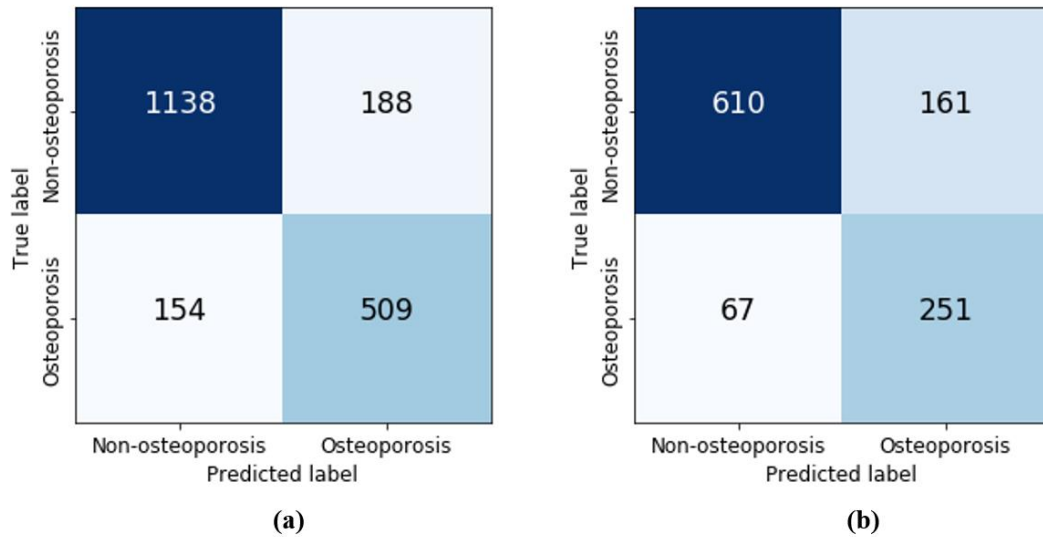 True label
Non-osteoporosis
Osteoporosis
1138 188
154 509
Non-osteoporosis Osteoporosis
Predicted label
(a)
True label
Non-osteoporosis
Osteoporosis
610 161
67 251
Non-osteoporosis Osteoporosis
Predicted label
(b)